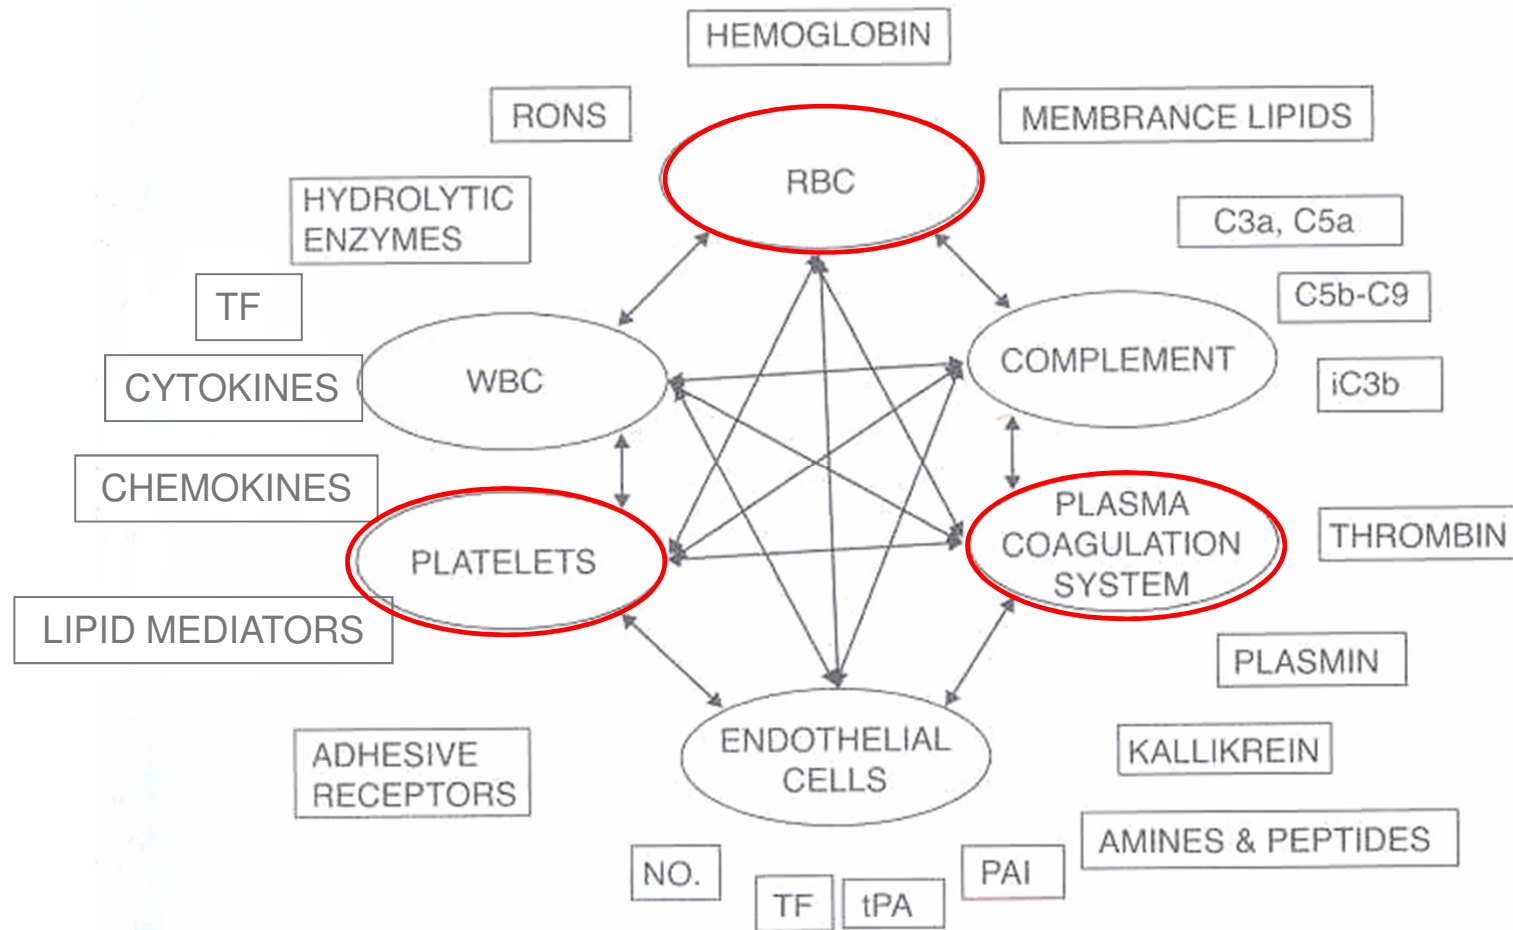 HEMOGLOBIN
RONS
MEMBRANCE LIPIDS
RBC
HYDROLYTIC
ENZYMES
C3a, C5a
TF
C5b-C9
CYTOKINES
WBC
COMPLEMENT
iC3b
CHEMOKINES
PLATELETS
PLASMA
COAGULATION
SYSTEM
THROMBIN
LIPID MEDIATORS
PLASMIN
ADHESIVE
RECEPTORS
ENDOTHELIAL
CELLS
KALLIKREIN
AMINES & PEPTIDES
NO.
TF
tPA
PAI